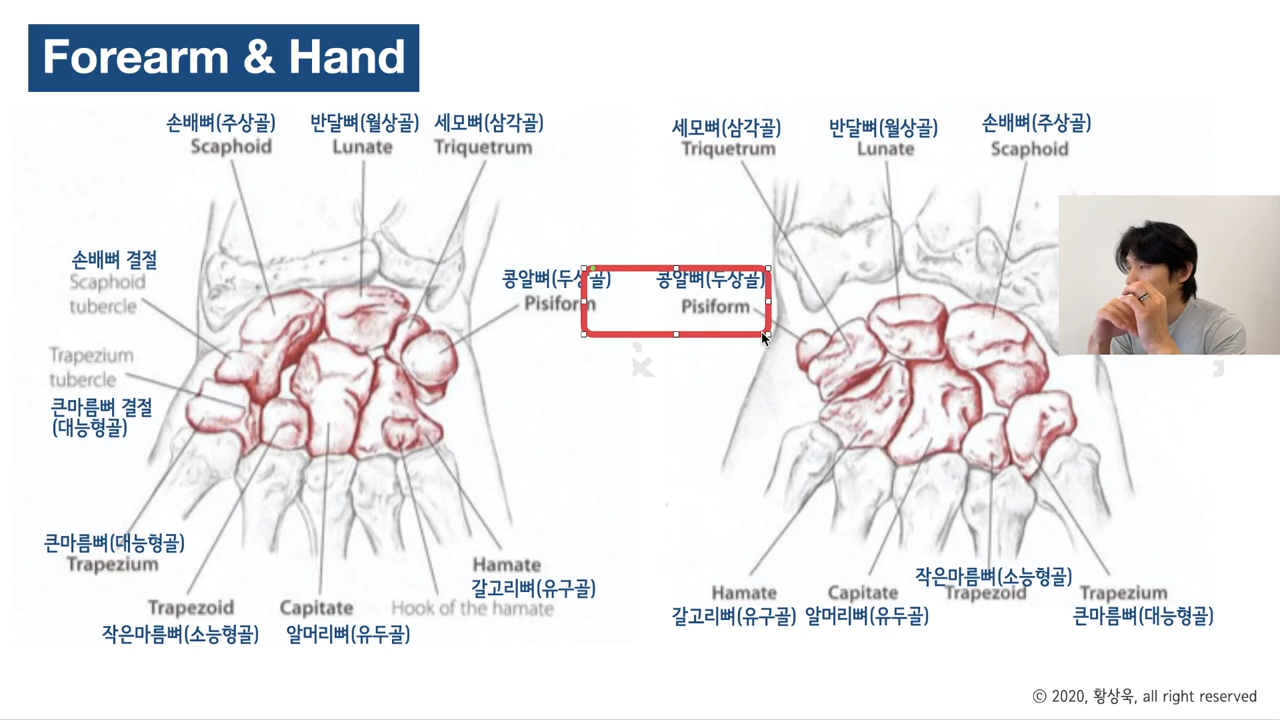 Forearm & Hand
손배뼈(주상골)
Scaphoid
반달뼈(월상골)
Lunate
세모뼈(삼각골)
Triquetrum
손배뼈 결절
Scaphoid
tubercle
콩알뼈(두상골)
Pisiform
Trapezium
tubercle
큰마름뼈 결절
(대능형골)
큰마름뼈(대능형골)
Trapezium
Trapezoid
작은마름뼈(소능형골)
Capitate
알머리뼈(유두골)
Hamate
갈고리뼈(유구골)
Hook of the hamate
세모뼈(삼각골)
Triquetrum
반달뼈(월상골)
Lunate
손배뼈(주상골)
Scaphoid
콩알뼈(두상골)
Pisiform
Hamate
갈고리뼈(유구골)
Capitate
알머리뼈(유두골)
작은마름뼈(소능형골)
Trapezoid
Trapezium
큰마름뼈(대능형골)
© 2020, 황상욱, all right reserved